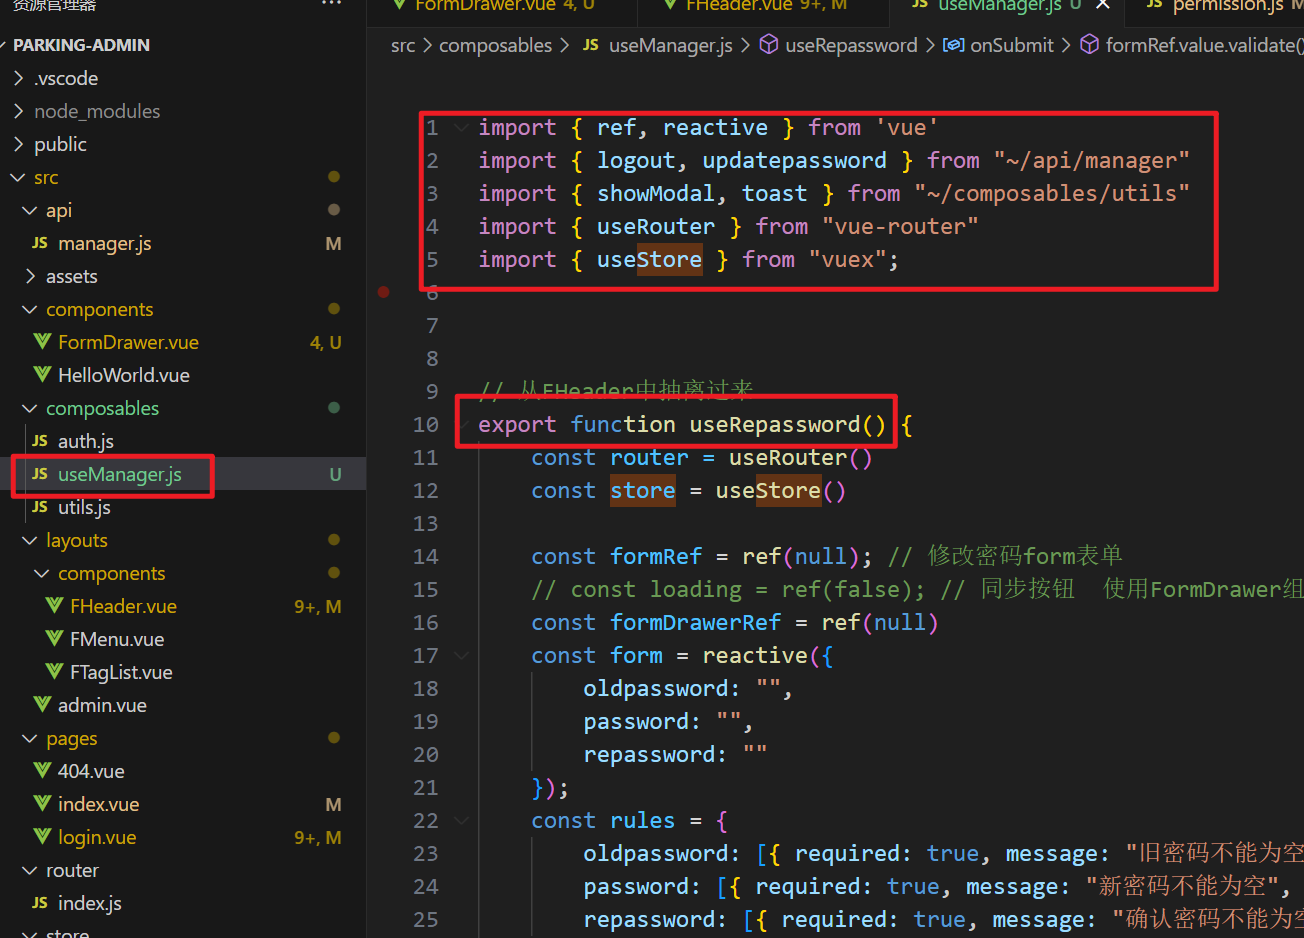 资源管理器 ···
PARKING-ADMIN
.vscode
node_modules
public
src
api
JS manager.js M
assets
components
FormDrawer.vue 4, U
HelloWorld.vue
composables
JS auth.js
JS useManager.js U
JS utils.js
layouts
components
FHeader.vue 9+, M
FMenu.vue
FTagList.vue
admin.vue
pages
404.vue
index.vue M
login.vue 9+, M
router
JS index.js
store
FormDrawer.vue 4, U FHeader.vue 9+, M JS useManager.js U JS permission.js M
src > composables > JS useManager.js > useRepassword > onSubmit > formRef.value.validate()
1 import { ref, reactive } from 'vue'
2 import { logout, updatepassword } from "~/api/manager"
3 import { showModal, toast } from "~/composables/utils"
4 import { useRouter } from "vue-router"
5 import { useStore } from "vuex";
6
7
8
9 // 从FHeader中抽离过来
10 export function useRepassword() {
11 const router = useRouter()
12 const store = useStore()
13
14 const formRef = ref(null); // 修改密码form表单
15 // const loading = ref(false); // 同步按钮 使用FormDrawer组
16 const formDrawerRef = ref(null)
17 const form = reactive({
18 oldpassword: "",
19 password: "",
20 repassword: ""
21 });
22 const rules = {
23 oldpassword: [{ required: true, message: "旧密码不能为空
24 password: [{ required: true, message: "新密码不能为空",
25 repassword: [{ required: true, message: "确认密码不能为空